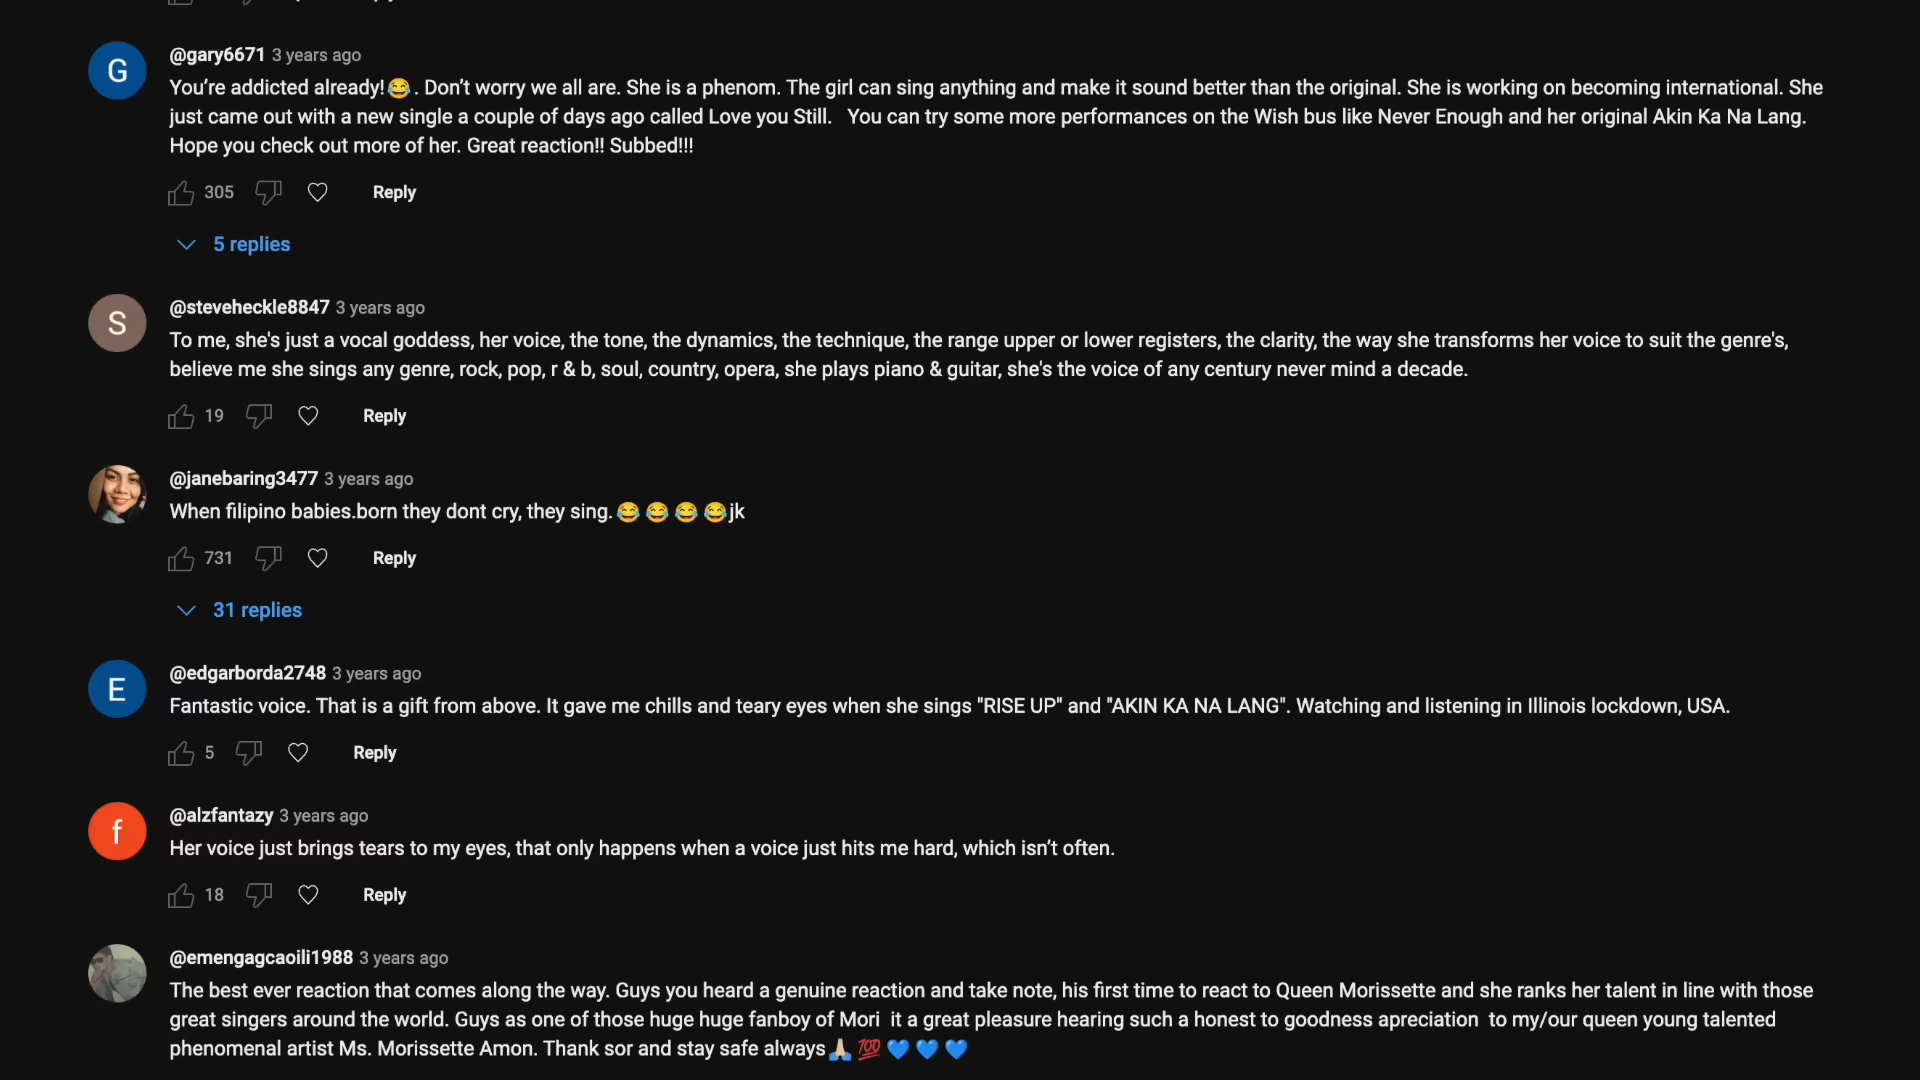 G
@gary6671 3 years ago
You’re addicted already!😂. Don’t worry we all are. She is a phenom. The girl can sing anything and make it sound better than the original. She is working on becoming international. She
just came out with a new single a couple of days ago called Love you Still. You can try some more performances on the Wish bus like Never Enough and her original Akin Ka Na Lang.
Hope you check out more of her. Great reaction!! Subbed!!!
305 Reply
5 replies
S
@steveheckle8847 3 years ago
To me, she's just a vocal goddess, her voice, the tone, the dynamics, the technique, the range upper or lower registers, the clarity, the way she transforms her voice to suit the genre's,
believe me she sings any genre, rock, pop, r & b, soul, country, opera, she plays piano & guitar, she's the voice of any century never mind a decade.
19 Reply
@janebaring3477 3 years ago
When filipino babies.born they dont cry, they sing.😂😂😂😂jk
731 Reply
31 replies
E
@edgarborda2748 3 years ago
Fantastic voice. That is a gift from above. It gave me chills and teary eyes when she sings "RISE UP" and "AKIN KA NA LANG". Watching and listening in Illinois lockdown, USA.
5 Reply
f
@alzfantazy 3 years ago
Her voice just brings tears to my eyes, that only happens when a voice just hits me hard, which isn’t often.
18 Reply
@emengagcaoili1988 3 years ago
The best ever reaction that comes along the way. Guys you heard a genuine reaction and take note, his first time to react to Queen Morissette and she ranks her talent in line with those
great singers around the world. Guys as one of those huge huge fanboy of Mori it a great pleasure hearing such a honest to goodness apreciation to my/our queen young talented
phenomenal artist Ms. Morissette Amon. Thank sor and stay safe always🙏🏻💯💙💙💙